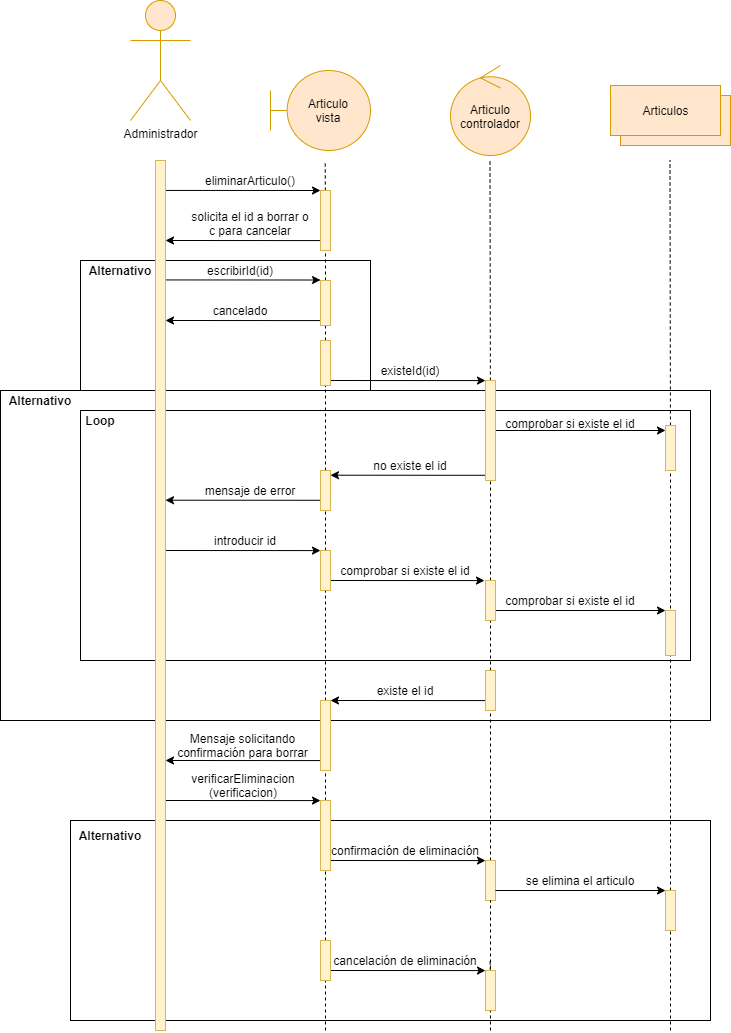 Administrador
Articulo
vista
Articulo
controlador
Articulos
eliminarArticulo()
solicita el id a borrar o
c para cancelar
Alternativo
escribirId(id)
cancelado
existeId(id)
Alternativo
Loop
comprobar si existe el id
no existe el id
mensaje de error
introducir id
comprobar si existe el id
comprobar si existe el id
existe el id
Mensaje solicitando
confirmación para borrar
verificarEliminacion
(verificacion)
Alternativo
confirmación de eliminación
se elimina el articulo
cancelación de eliminación